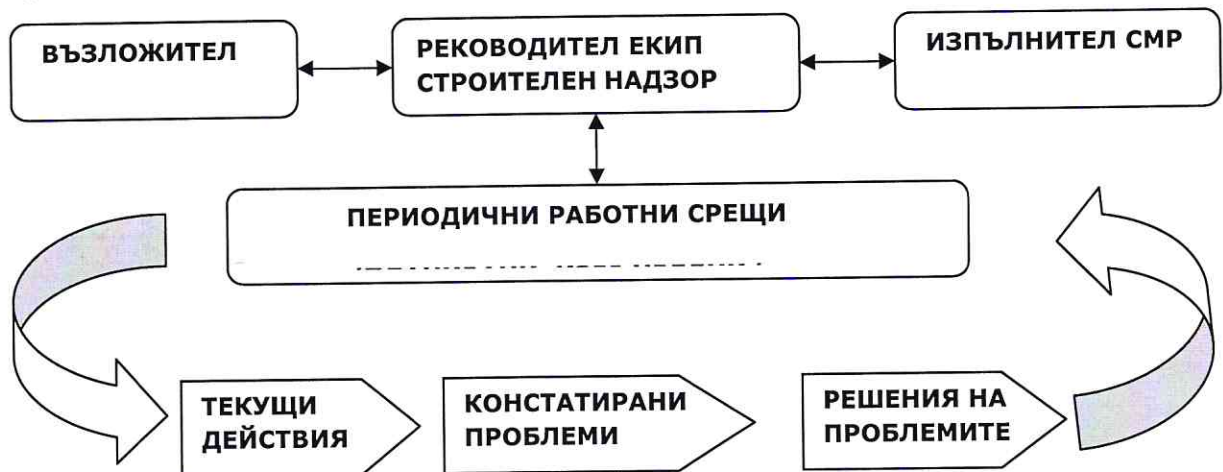 ВЪЗЛОЖИТЕЛ
РЕКОВОДИТЕЛ ЕКИП
СТРОИТЕЛЕН НАДЗОР
ИЗПЪЛНИТЕЛ СМР
ПЕРИОДИЧНИ РАБОТНИ СРЕЩИ
ТЕКУЩИ
ДЕЙСТВИЯ
КОНСТАТИРАНИ
ПРОБЛЕМИ
РЕШЕНИЯ НА
ПРОБЛЕМИТЕ